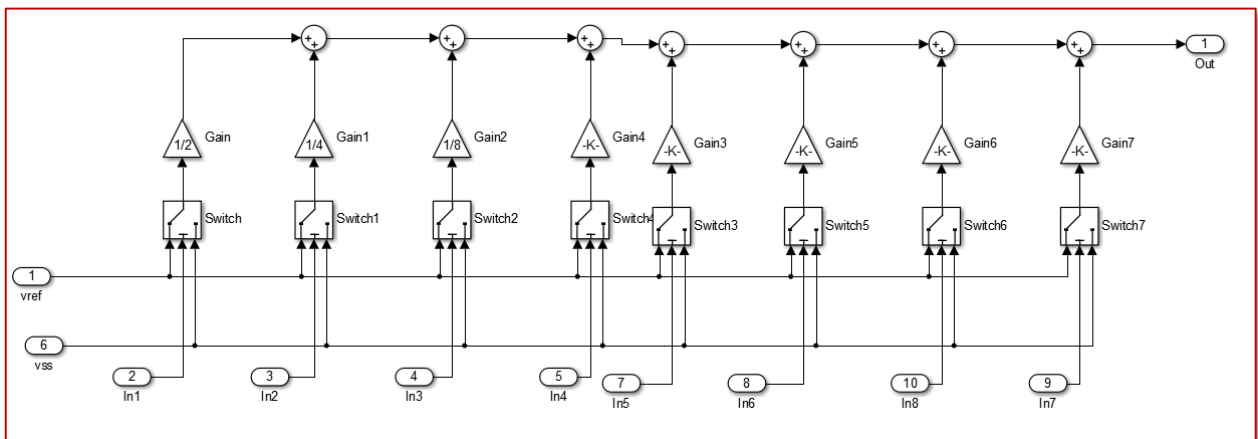 1
Out
Gain
Gain1
Gain2
Gain4
Gain3
Gain5
Gain6
Gain7
1/2
1/4
1/8
-K-
-K-
-K-
-K-
-K-
Switch
Switch1
Switch2
Switch4
Switch3
Switch5
Switch6
Switch7
1
vref
6
vss
2
In1
3
In2
4
In3
5
In4
7
In5
8
In6
10
In8
9
In7